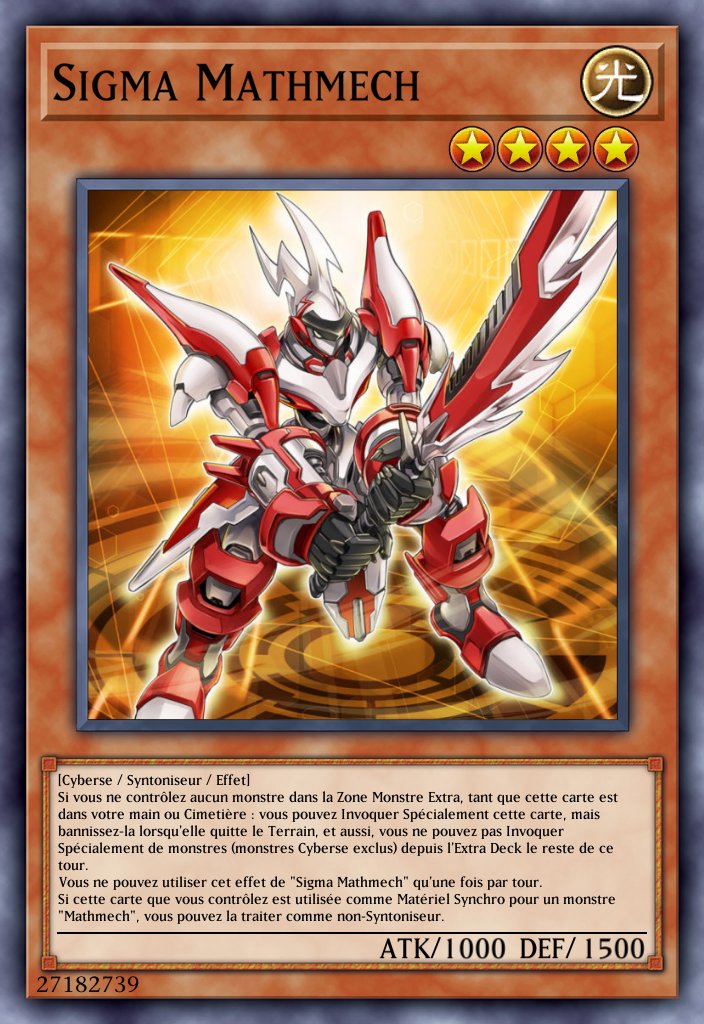 Sigma Mathmech
光
[Cyberse / Syntoniseur / Effet]
Si vous ne contrôlez aucun monstre dans la Zone Monstre Extra, tant que cette carte est
dans votre main ou Cimetière : vous pouvez Invoquer Spécialement cette carte, mais
bannissez-la lorsqu'elle quitte le Terrain, et aussi, vous ne pouvez pas Invoquer
Spécialement de monstres (monstres Cyberse exclus) depuis l'Extra Deck le reste de ce
tour.
Vous ne pouvez utiliser cet effet de "Sigma Mathmech" qu'une fois par tour.
Si cette carte que vous contrôlez est utilisée comme Matériel Synchro pour un monstre
"Mathmech", vous pouvez la traiter comme non-Syntoniseur.
ATK/1000 DEF/1500
27182739